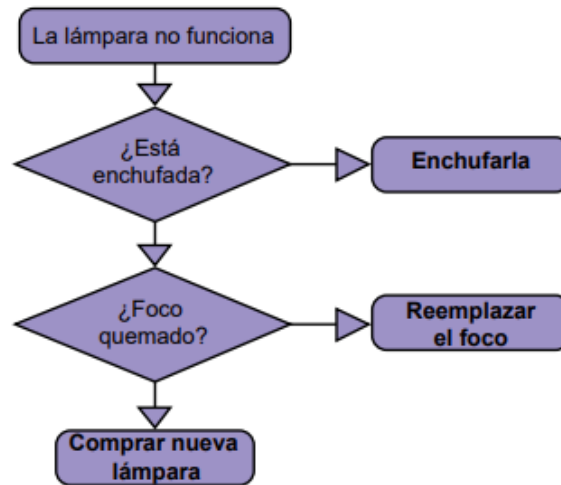 La lámpara no funciona
¿Está
enchufada?
Enchufarla
¿Foco
quemado?
Reemplazar
el foco
Comprar nueva
lámpara